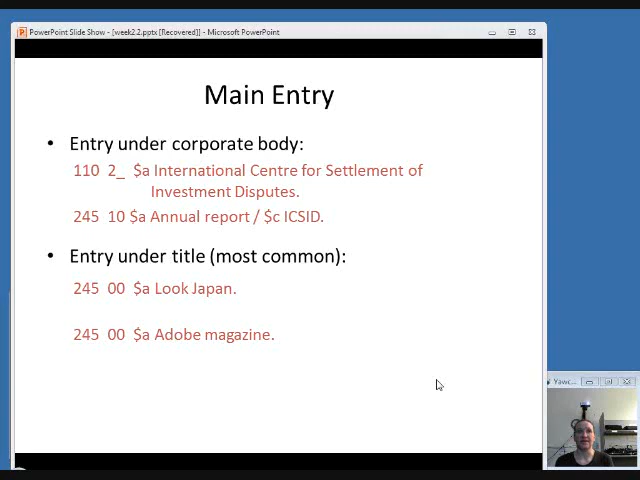 PowerPoint Slide Show - [week2.2.pptx [Recovered]] - Microsoft PowerPoint
Main Entry
• Entry under corporate body:
110 2_ $a International Centre for Settlement of
Investment Disputes.
245 10 $a Annual report / $c ICSID.
• Entry under title (most common):
245 00 $a Look Japan.
245 00 $a Adobe magazine.
Yawc...